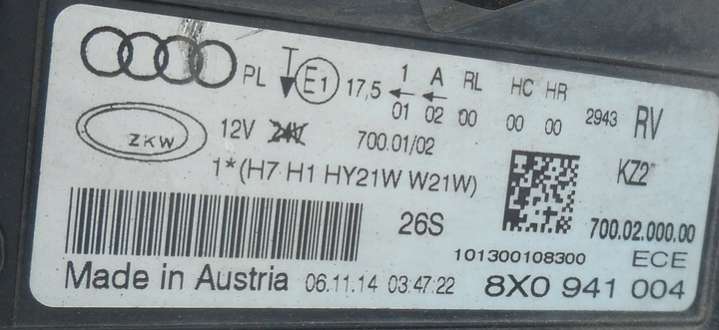 PL E1 17,5 1 A RL HC HR
01 02 00 00 00 2943 RV
ZKW 12V 24V 700.01/02
1*(H7 H1 HY21W W21W) KZ2
26S 700.02.000.00
101300108300 ECE
Made in Austria 06.11.14 03:47:22 8X0 941 004